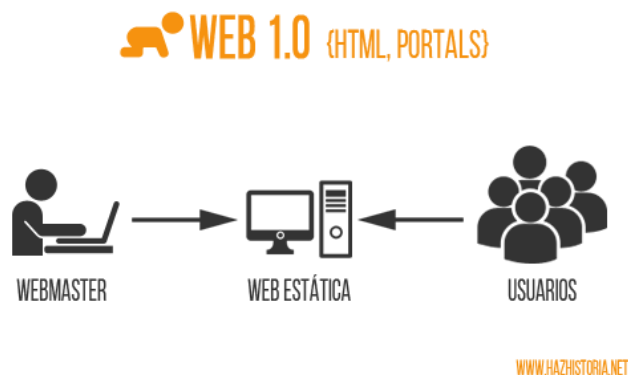 WEB 1.0 {HTML, PORTALS}
WEBMASTER
WEB ESTÁTICA
USUARIOS
WWW.HAZHISTORIA.NET